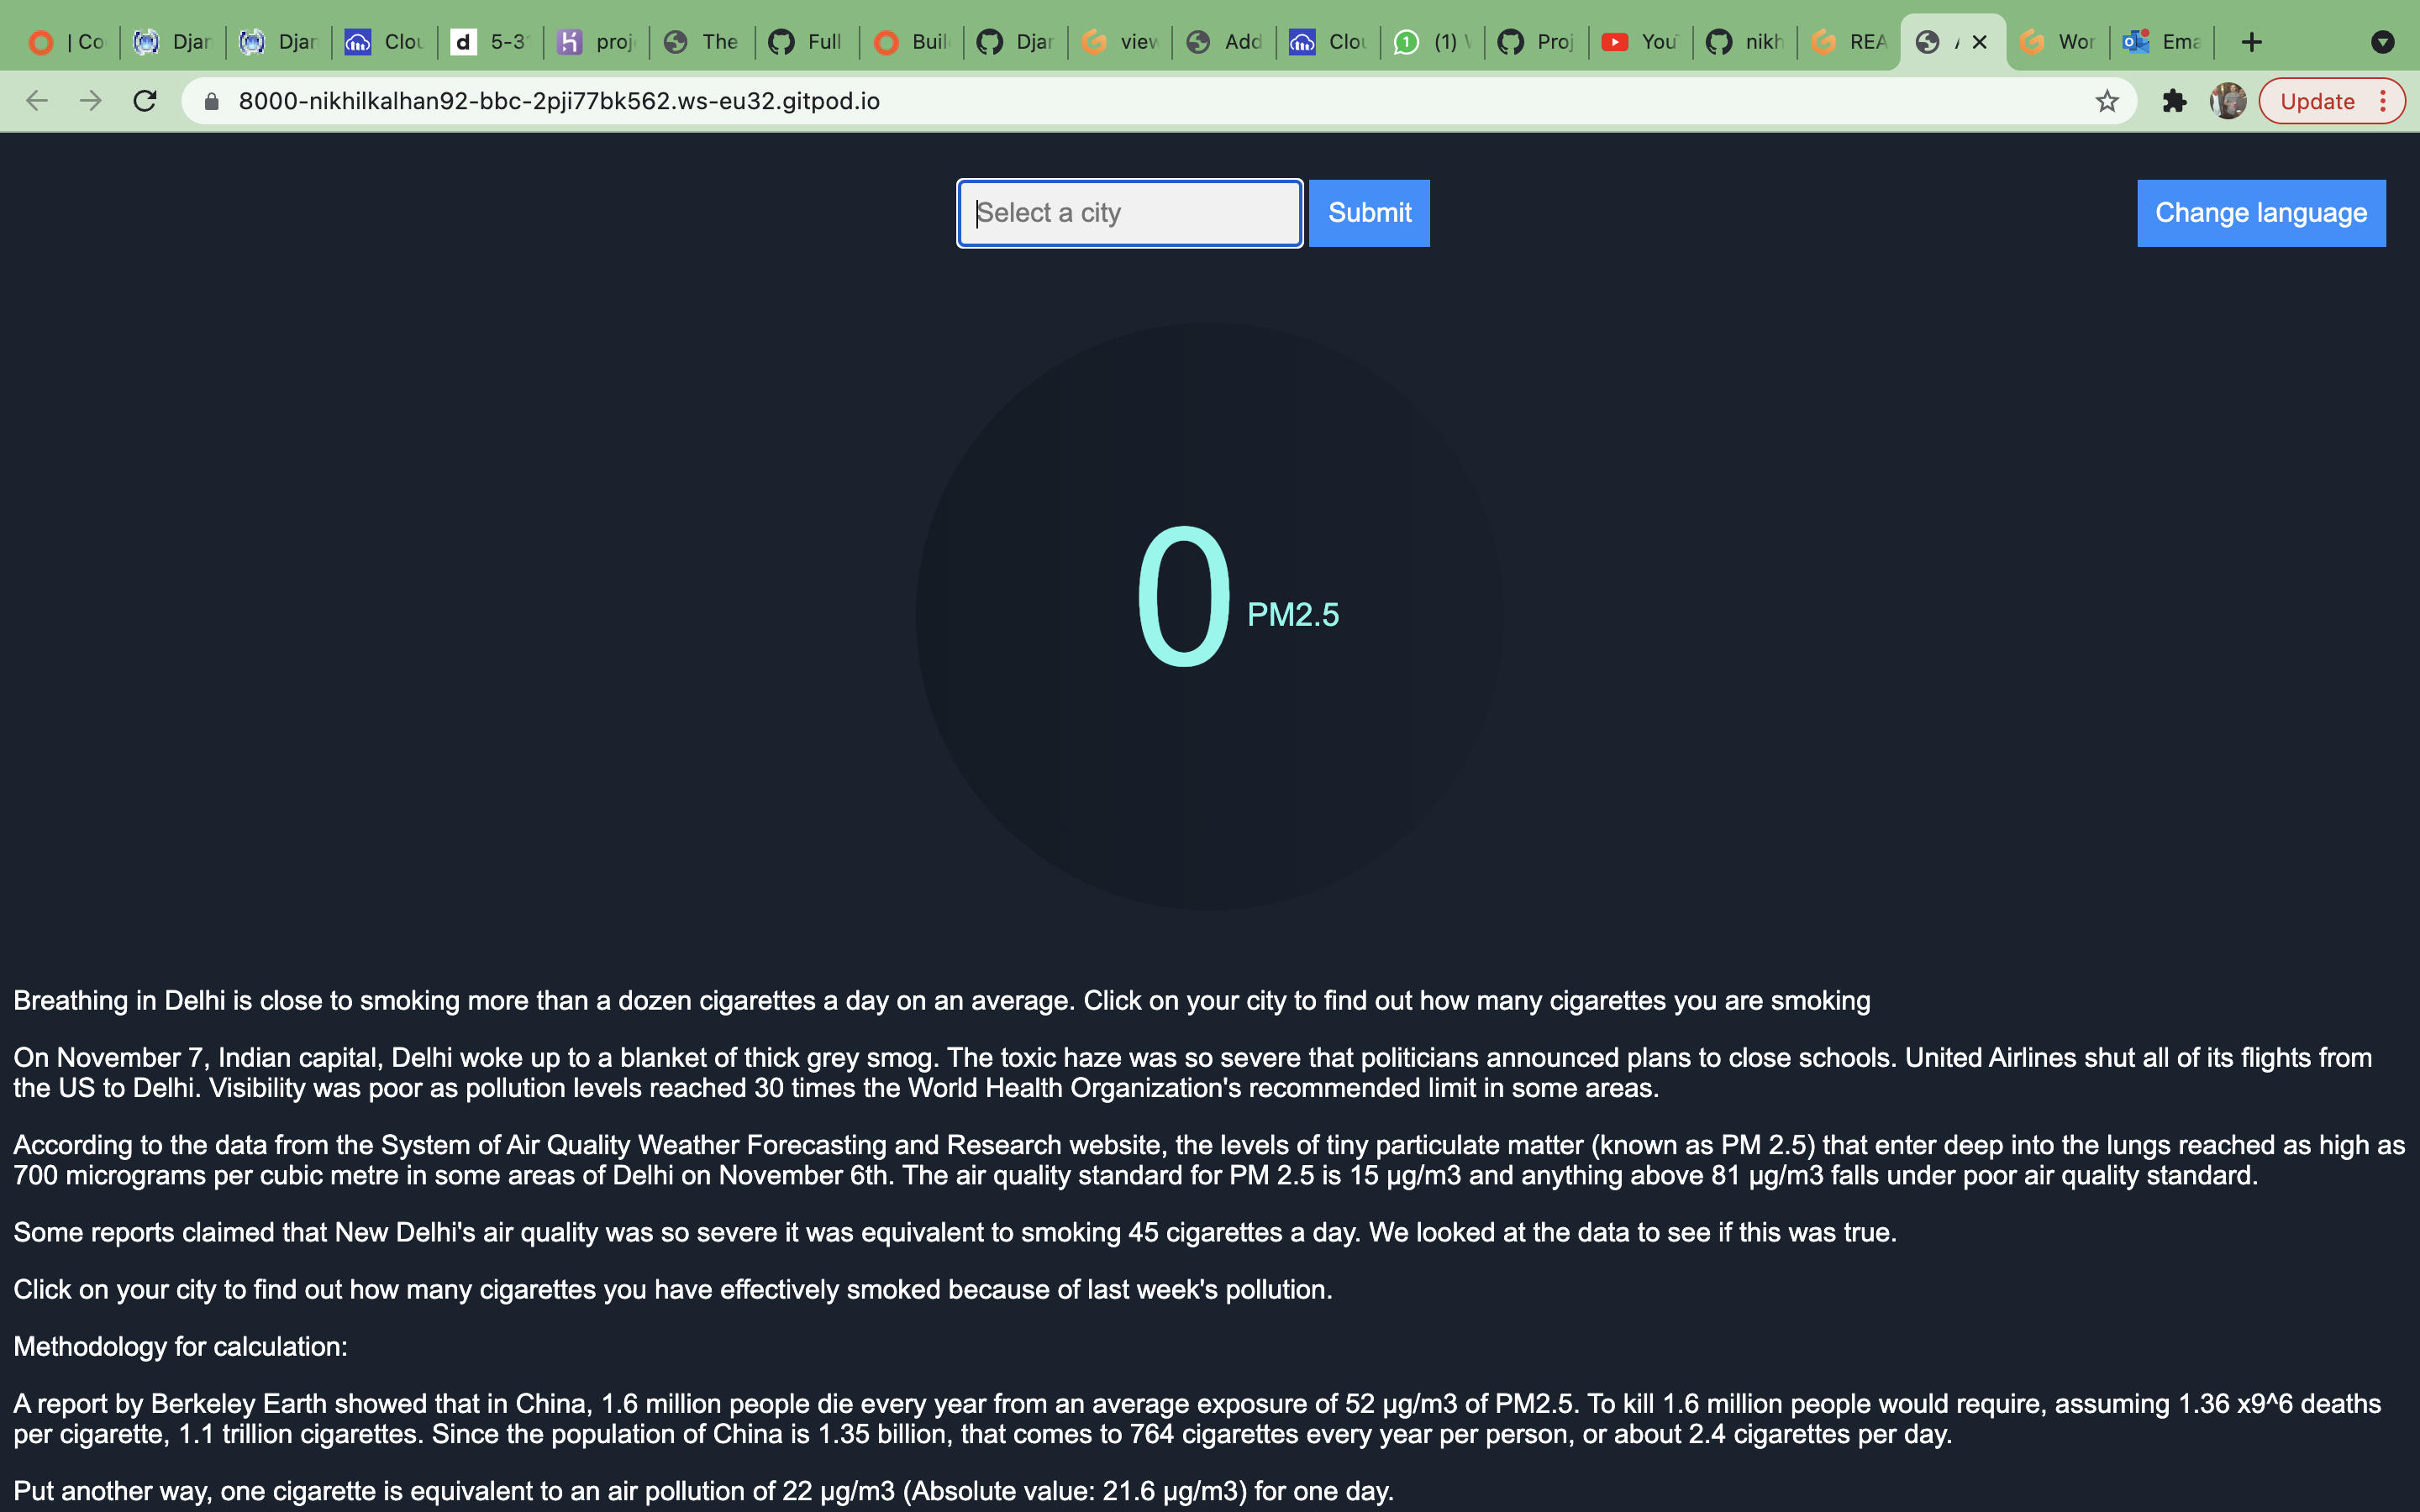 | Co Djan Djan Clou 5-3 proj The Full Buil Djan view Add Clou (1) Proj You nikh REA Wor Ema
8000-nikhilkalhan92-bbc-2pji77bk562.ws-eu32.gitpod.io Update
Select a city Submit Change language
0 PM2.5
Breathing in Delhi is close to smoking more than a dozen cigarettes a day on an average. Click on your city to find out how many cigarettes you are smoking
On November 7, Indian capital, Delhi woke up to a blanket of thick grey smog. The toxic haze was so severe that politicians announced plans to close schools. United Airlines shut all of its flights from
the US to Delhi. Visibility was poor as pollution levels reached 30 times the World Health Organization's recommended limit in some areas.
According to the data from the System of Air Quality Weather Forecasting and Research website, the levels of tiny particulate matter (known as PM 2.5) that enter deep into the lungs reached as high as
700 micrograms per cubic metre in some areas of Delhi on November 6th. The air quality standard for PM 2.5 is 15 µg/m3 and anything above 81 µg/m3 falls under poor air quality standard.
Some reports claimed that New Delhi's air quality was so severe it was equivalent to smoking 45 cigarettes a day. We looked at the data to see if this was true.
Click on your city to find out how many cigarettes you have effectively smoked because of last week's pollution.
Methodology for calculation:
A report by Berkeley Earth showed that in China, 1.6 million people die every year from an average exposure of 52 µg/m3 of PM2.5. To kill 1.6 million people would require, assuming 1.36 x9^6 deaths
per cigarette, 1.1 trillion cigarettes. Since the population of China is 1.35 billion, that comes to 764 cigarettes every year per person, or about 2.4 cigarettes per day.
Put another way, one cigarette is equivalent to an air pollution of 22 µg/m3 (Absolute value: 21.6 µg/m3) for one day.